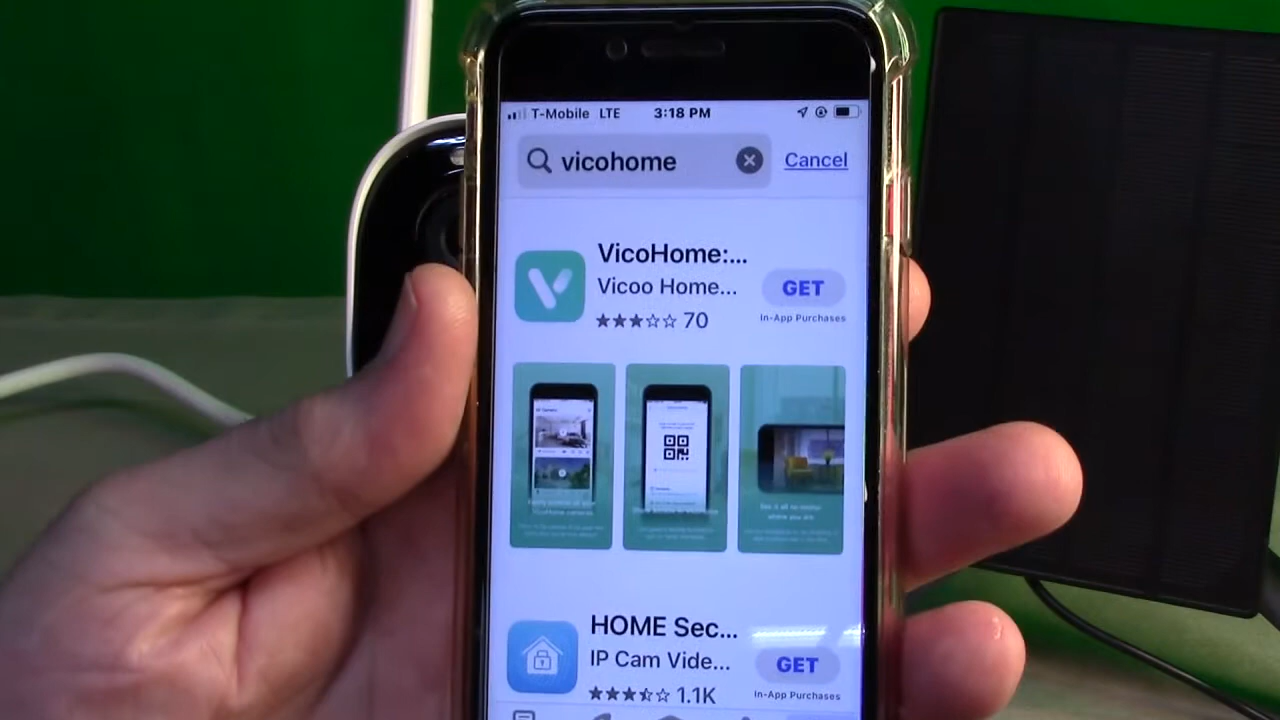 T-Mobile LTE 3:18 PM
vicohome
Cancel
VicoHome:...
Vicoo Home...
GET
70
In-App Purchases
HOME Sec...
IP Cam Vide...
GET
1.1K
In-App Purchases